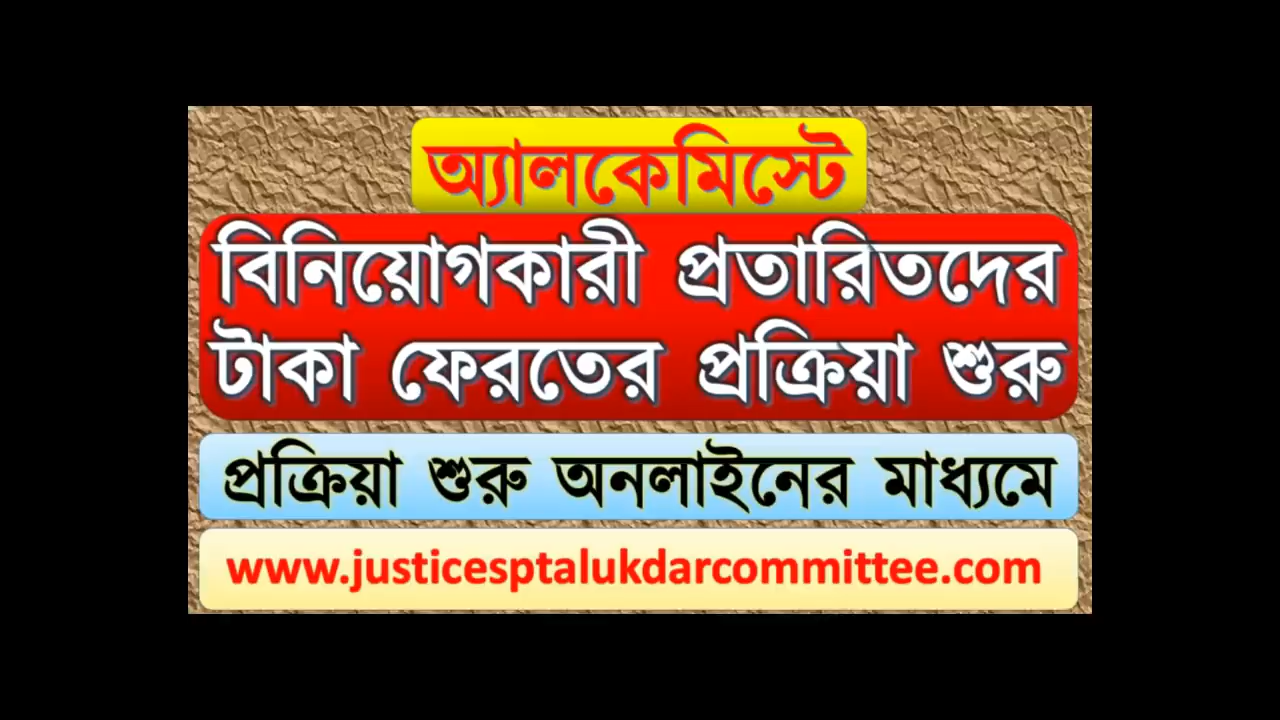 অ্যালকেমিস্টে
বিনিয়োগকারী প্রতারিতদের
টাকা ফেরতের প্রক্রিয়া শুরু
প্রক্রিয়া শুরু অনলাইনের মাধ্যমে
www.justicesptalukdarcommittee.com